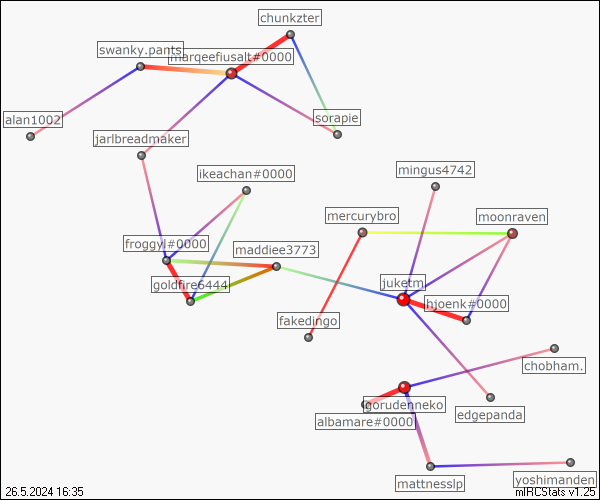 chunkzter
swanky.pants
marqeefiusalt#0000
alan1002
sorapie
jarlbreadmaker
ikeachan#0000
mingus4742
mercurybro
moonraven
froggyl#0000
maddiee3773
goldfire6444
juketm
hjoenk#0000
fakedingo
chobham.
gorudenneko
edgepanda
albamare#0000
mattnesslp
yoshimanden
26.5.2024 16:35
mIRCStats v1.25